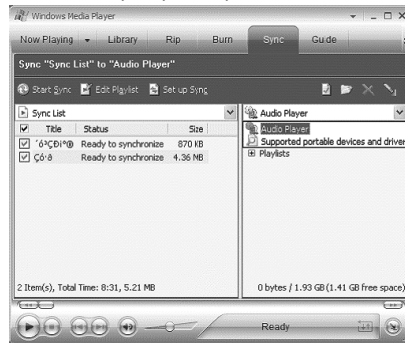 Windows Media Player
Now Playing Library Rip Burn Sync Guide
Sync "Sync List" to "Audio Player"
Start Sync Edit Playlist Set up Sync
Sync List Audio Player
Title Status Size
Audio Player
Supported portable devices and driver
Playlists
Ready to synchronize 870 KB
Ready to synchronize 4.36 MB
2 Item(s), Total Time: 8:31, 5.21 MB
0 bytes / 1.93 GB (1.41 GB free space)
Ready